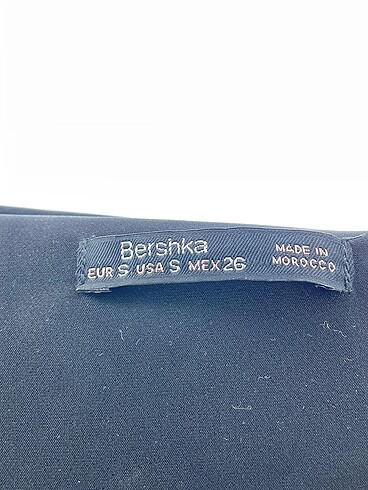 Bershka
EUR S USA S MEX 26
MADE IN
MOROCCO